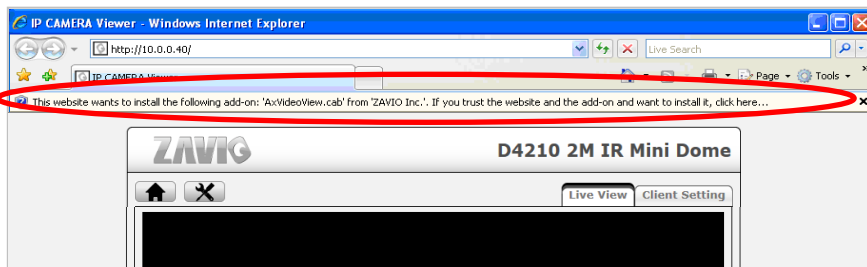 IP CAMERA Viewer - Windows Internet Explorer
http://10.0.0.40/
Live Search
IP CAMERA Viewer
Page
Tools
This website wants to install the following add-on: 'AxVideoView.cab' from 'ZAVIO Inc.'. If you trust the website and the add-on and want to install it, click here...
ZAVIO
D4210 2M IR Mini Dome
Live View
Client Setting